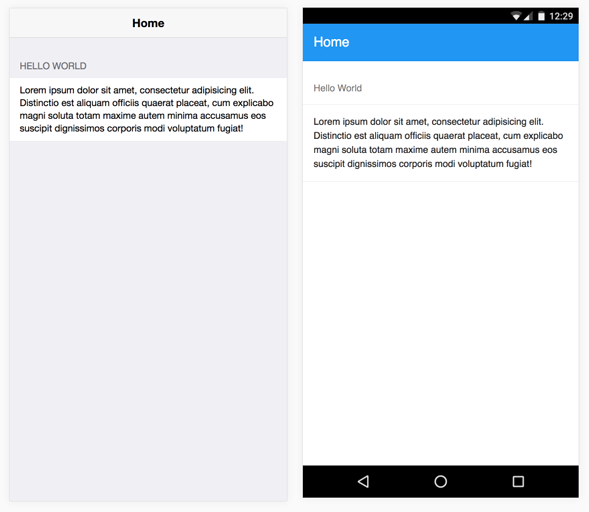 Home
HELLO WORLD
Lorem ipsum dolor sit amet, consectetur adipisicing elit.
Distinctio est aliquam officiis quaerat placeat, cum explicabo
magni soluta totam maxime autem minima accusamus eos
suscipit dignissimos corporis modi voluptatum fugiat!
12:29
Home
Hello World
Lorem ipsum dolor sit amet, consectetur adipisicing elit.
Distinctio est aliquam officiis quaerat placeat, cum explicabo
magni soluta totam maxime autem minima accusamus eos
suscipit dignissimos corporis modi voluptatum fugiat!